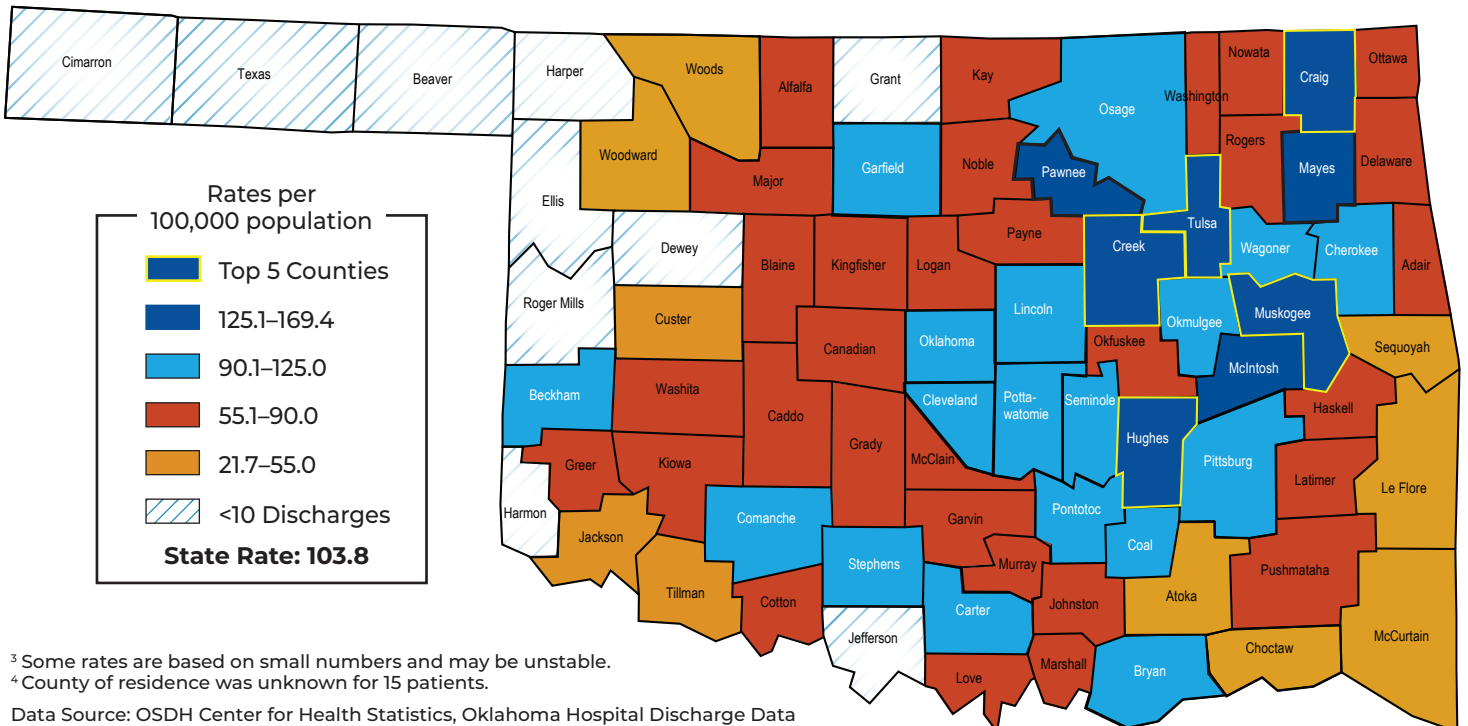 Cimarron
Texas
Beaver
Harper
Woods
Alfalfa
Grant
Kay
Osage
Washington
Nowata
Craig
Ottawa
Woodward
Major
Garfield
Noble
Pawnee
Rogers
Mayes
Delaware
Ellis
Dewey
Blaine
Kingfisher
Logan
Payne
Creek
Tulsa
Wagoner
Cherokee
Adair
Roger Mills
Custer
Canadian
Oklahoma
Lincoln
Okfuskee
Okmulgee
Muskogee
McIntosh
Sequoyah
Beckham
Washita
Caddo
Grady
Cleveland
Potta-
watomie
Seminole
Hughes
Pittsburg
Haskell
Harmon
Greer
Kiowa
McClain
Latimer
Le Flore
Jackson
Comanche
Garvin
Pontotoc
Coal
Tillman
Cotton
Stephens
Murray
Johnston
Atoka
Pushmataha
Jefferson
Carter
Love
Marshall
Bryan
Choctaw
McCurtain
Rates per
100,000 population
Top 5 Counties
125.1–169.4
90.1–125.0
55.1–90.0
21.7–55.0
<10 Discharges
State Rate: 103.8
³ Some rates are based on small numbers and may be unstable.
⁴ County of residence was unknown for 15 patients.
Data Source: OSDH Center for Health Statistics, Oklahoma Hospital Discharge Data